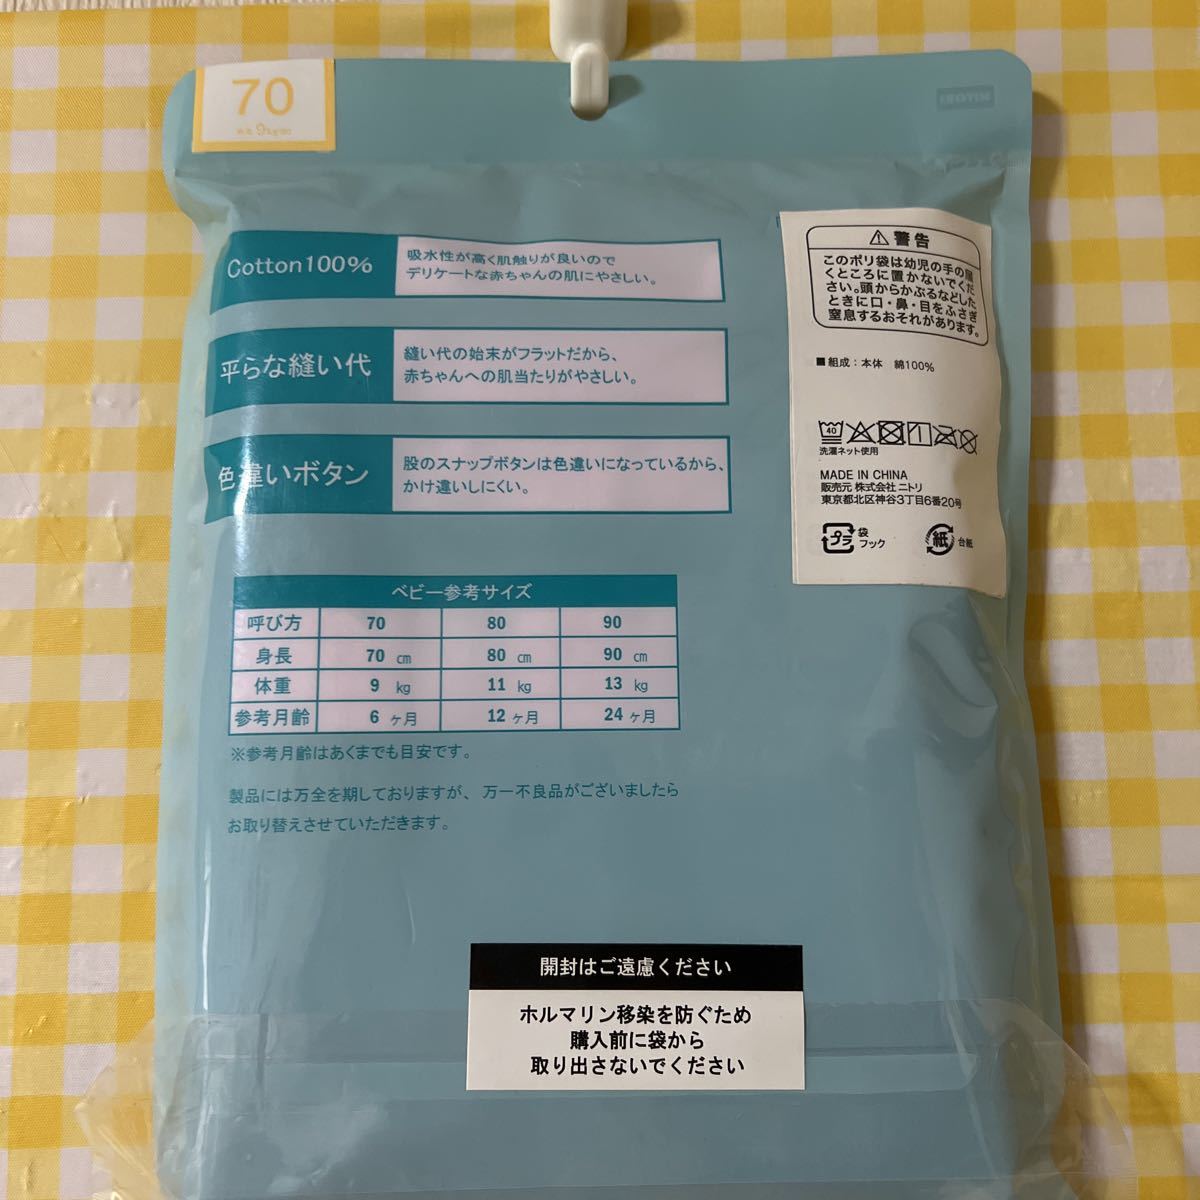 70
9kg
Cotton100%
吸水性が高く肌触りが良いので
デリケートな赤ちゃんの肌にやさしい。
平らな縫い代
縫い代の始末がフラットだから、
赤ちゃんへの肌当たりがやさしい。
色違いボタン
股のスナップボタンは色違いになっているから、
かけ違いしにくい。
ベビー参考サイズ
呼び方 70 80 90
身長 70 cm 80 cm 90 cm
体重 9 kg 11 kg 13 kg
参考月齢 6 ヶ月 12 ヶ月 24 ヶ月
※参考月齢はあくまでも目安です。
製品には万全を期しておりますが、万一不良品がございましたら
お取り替えさせていただきます。
警告
このポリ袋は幼児の手の届
くところに置かないでくだ
さい。頭からかぶるなどした
ときに口・鼻・目をふさぎ
窒息するおそれがあります。
■組成：本体 綿100%
40
洗濯ネット使用
MADE IN CHINA
販売元 株式会社ニトリ
東京都北区神谷3丁目6番20号
プラ 袋
フック
紙 台紙
開封はご遠慮ください
ホルマリン移染を防ぐため
購入前に袋から
取り出さないでください